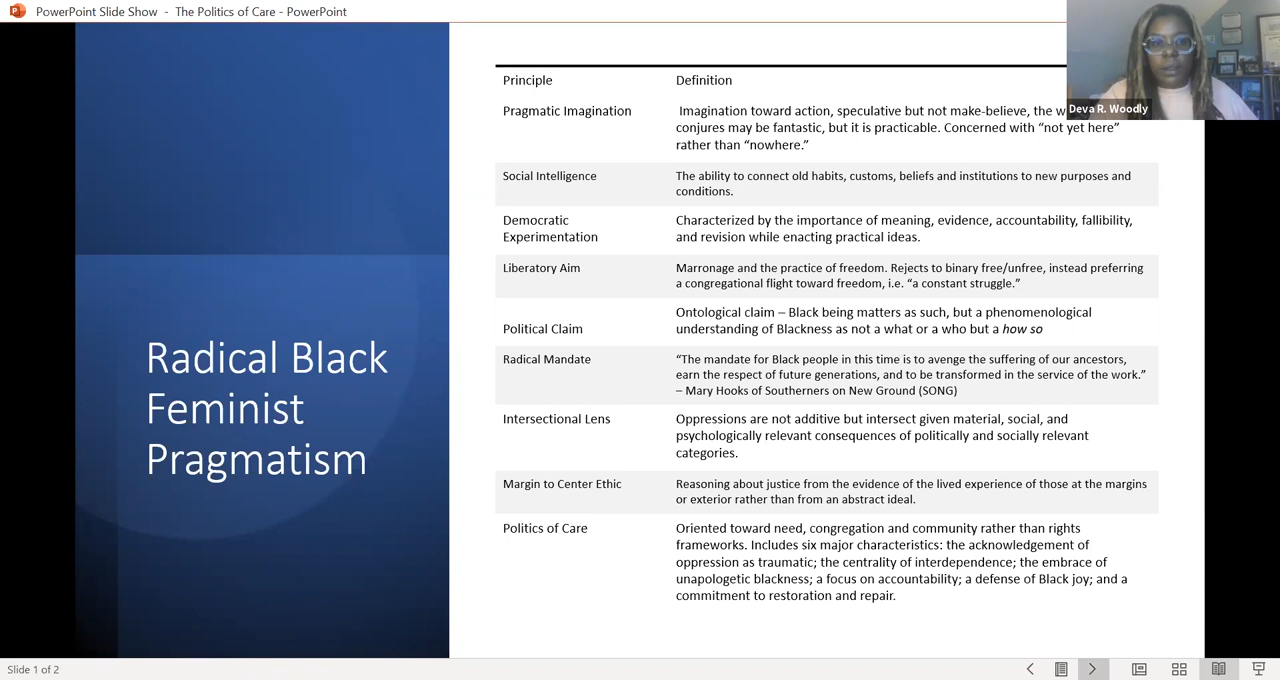 PowerPoint Slide Show - The Politics of Care - PowerPoint
Deva R. Woodly
Radical Black
Feminist
Pragmatism
Principle Definition
Pragmatic Imagination Imagination toward action, speculative but not make-believe, the
conjures may be fantastic, but it is practicable. Concerned with “not yet here”
rather than “nowhere.”
Social Intelligence The ability to connect old habits, customs, beliefs and institutions to new purposes and
conditions.
Democratic Characterized by the importance of meaning, evidence, accountability, fallibility,
Experimentation and revision while enacting practical ideas.
Liberatory Aim Marronage and the practice of freedom. Rejects to binary free/unfree, instead preferring
a congregational flight toward freedom, i.e. “a constant struggle.”
Ontological claim – Black being matters as such, but a phenomenological
Political Claim understanding of Blackness as not a what or a who but a how so
Radical Mandate “The mandate for Black people in this time is to avenge the suffering of our ancestors,
earn the respect of future generations, and to be transformed in the service of the work.”
– Mary Hooks of Southerners on New Ground (SONG)
Intersectional Lens Oppressions are not additive but intersect given material, social, and
psychologically relevant consequences of politically and socially relevant
categories.
Margin to Center Ethic Reasoning about justice from the evidence of the lived experience of those at the margins
or exterior rather than from an abstract ideal.
Politics of Care Oriented toward need, congregation and community rather than rights
frameworks. Includes six major characteristics: the acknowledgement of
oppression as traumatic; the centrality of interdependence; the embrace of
unapologetic blackness; a focus on accountability; a defense of Black joy; and a
commitment to restoration and repair.
Slide 1 of 2